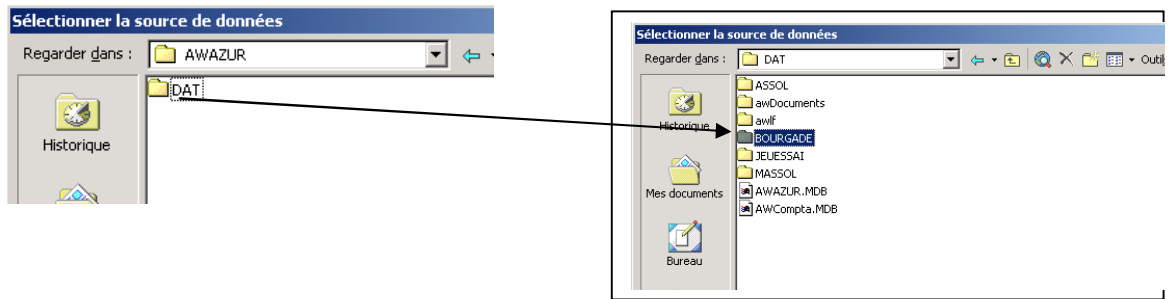 Sélectionner la source de données
Regarder dans : AWAZUR
DAT
Historique
Sélectionner la source de données
Regarder dans : DAT
Outil
ASSOL
awDocuments
awlf
BOURGADE
JEUESSAI
MASSOL
AWAZUR.MDB
AWCompta.MDB
Historique
Mes documents
Bureau